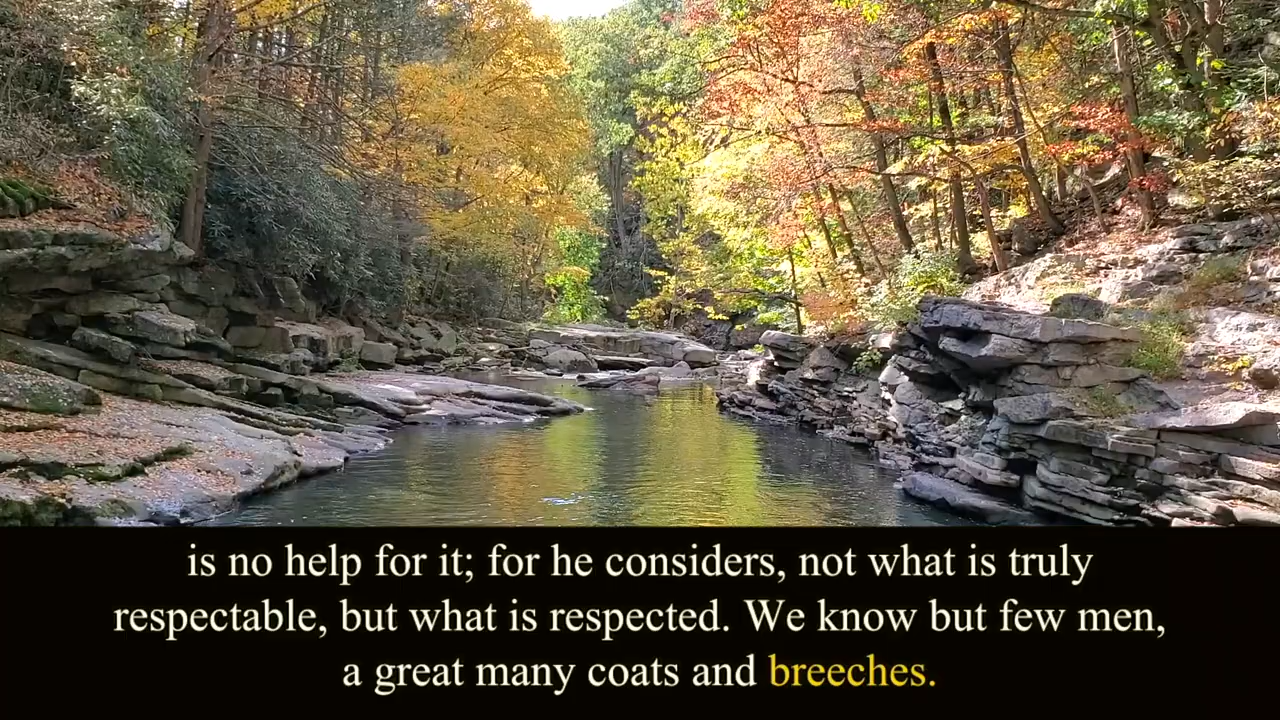 is no help for it; for he considers, not what is truly
respectable, but what is respected. We know but few men,
a great many coats and breeches.